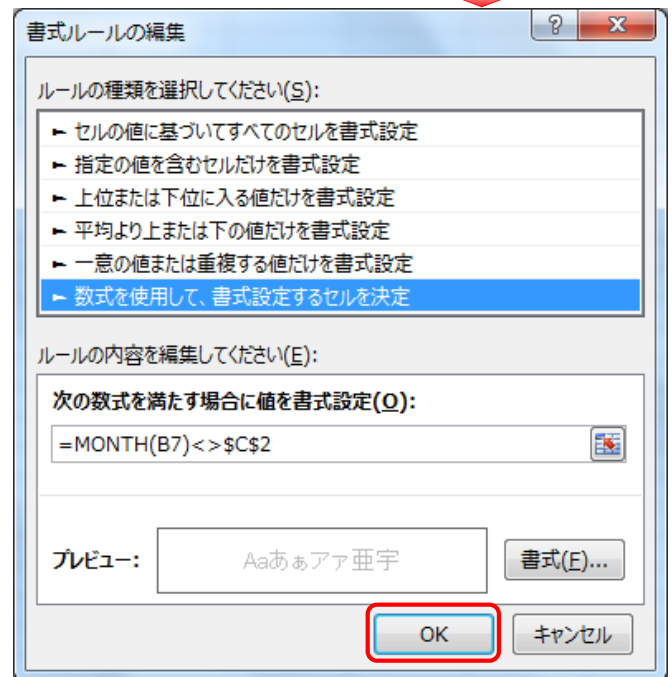 書式ルールの編集
ルールの種類を選択してください(S):
► セルの値に基づいてすべてのセルを書式設定
► 指定の値を含むセルだけを書式設定
► 上位または下位に入る値だけを書式設定
► 平均より上または下の値だけを書式設定
► 一意の値または重複する値だけを書式設定
► 数式を使用して、書式設定するセルを決定
ルールの内容を編集してください(E):
次の数式を満たす場合に値を書式設定(O):
=MONTH(B7)<>$C$2
プレビュー: Aaあぁアァ亜宇 書式(F)...
OK キャンセル